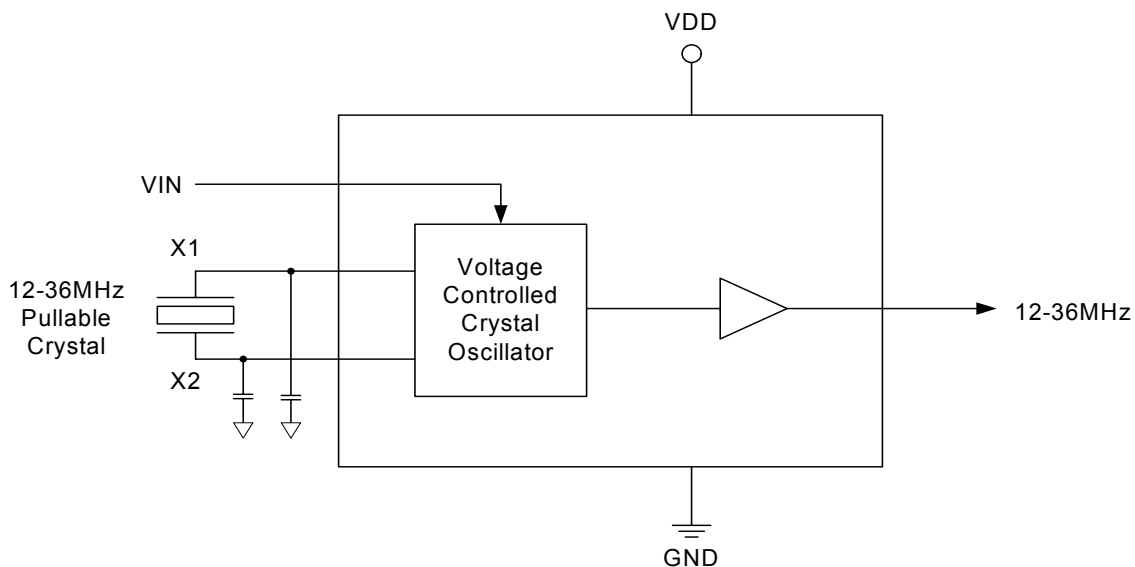 VDD
VIN
X1
12-36MHz
Pullable
Crystal
X2
Voltage
Controlled
Crystal
Oscillator
12-36MHz
GND